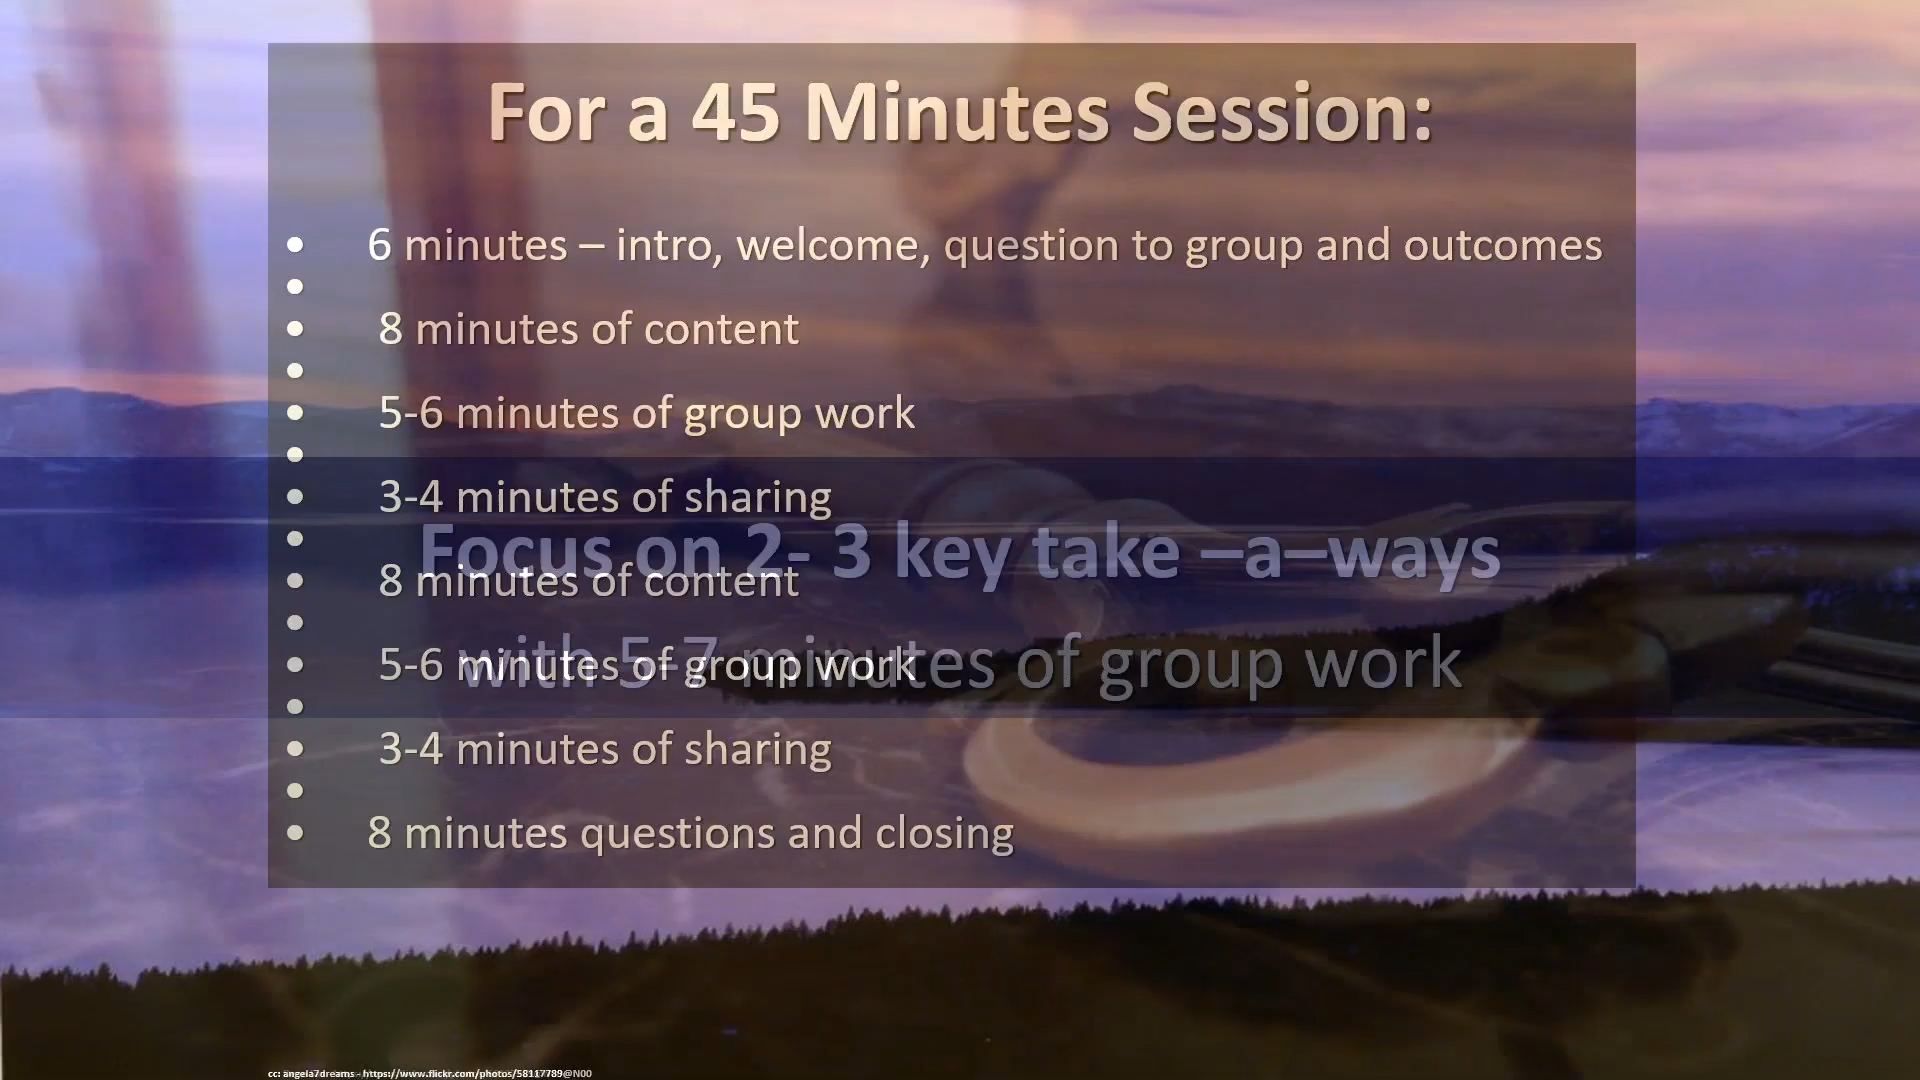 For a 45 Minutes Session:
• 6 minutes – intro, welcome, question to group and outcomes
•
• 8 minutes of content
•
• 5-6 minutes of group work
•
• 3-4 minutes of sharing
•
Focus on 2- 3 key take –a–ways
• 8 minutes of content
•
with 5-7 minutes of group work
• 5-6 minutes of group work
•
• 3-4 minutes of sharing
•
• 8 minutes questions and closing
cc: angela7dreams - https://www.flickr.com/photos/58117789@N00